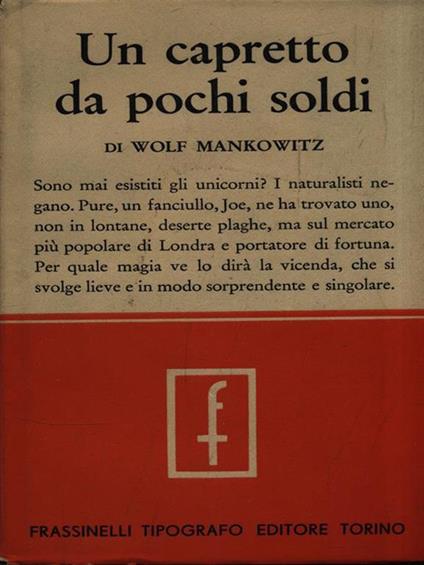 Un capretto
da pochi soldi
DI WOLF MANKOWITZ
Sono mai esistiti gli unicorni? I naturalisti ne-
gano. Pure, un fanciullo, Joe, ne ha trovato uno,
non in lontane, deserte plaghe, ma sul mercato
più popolare di Londra e portatore di fortuna.
Per quale magia ve lo dirà la vicenda, che si
svolge lieve e in modo sorprendente e singolare.
f
FRASSINELLI TIPOGRAFO EDITORE TORINO